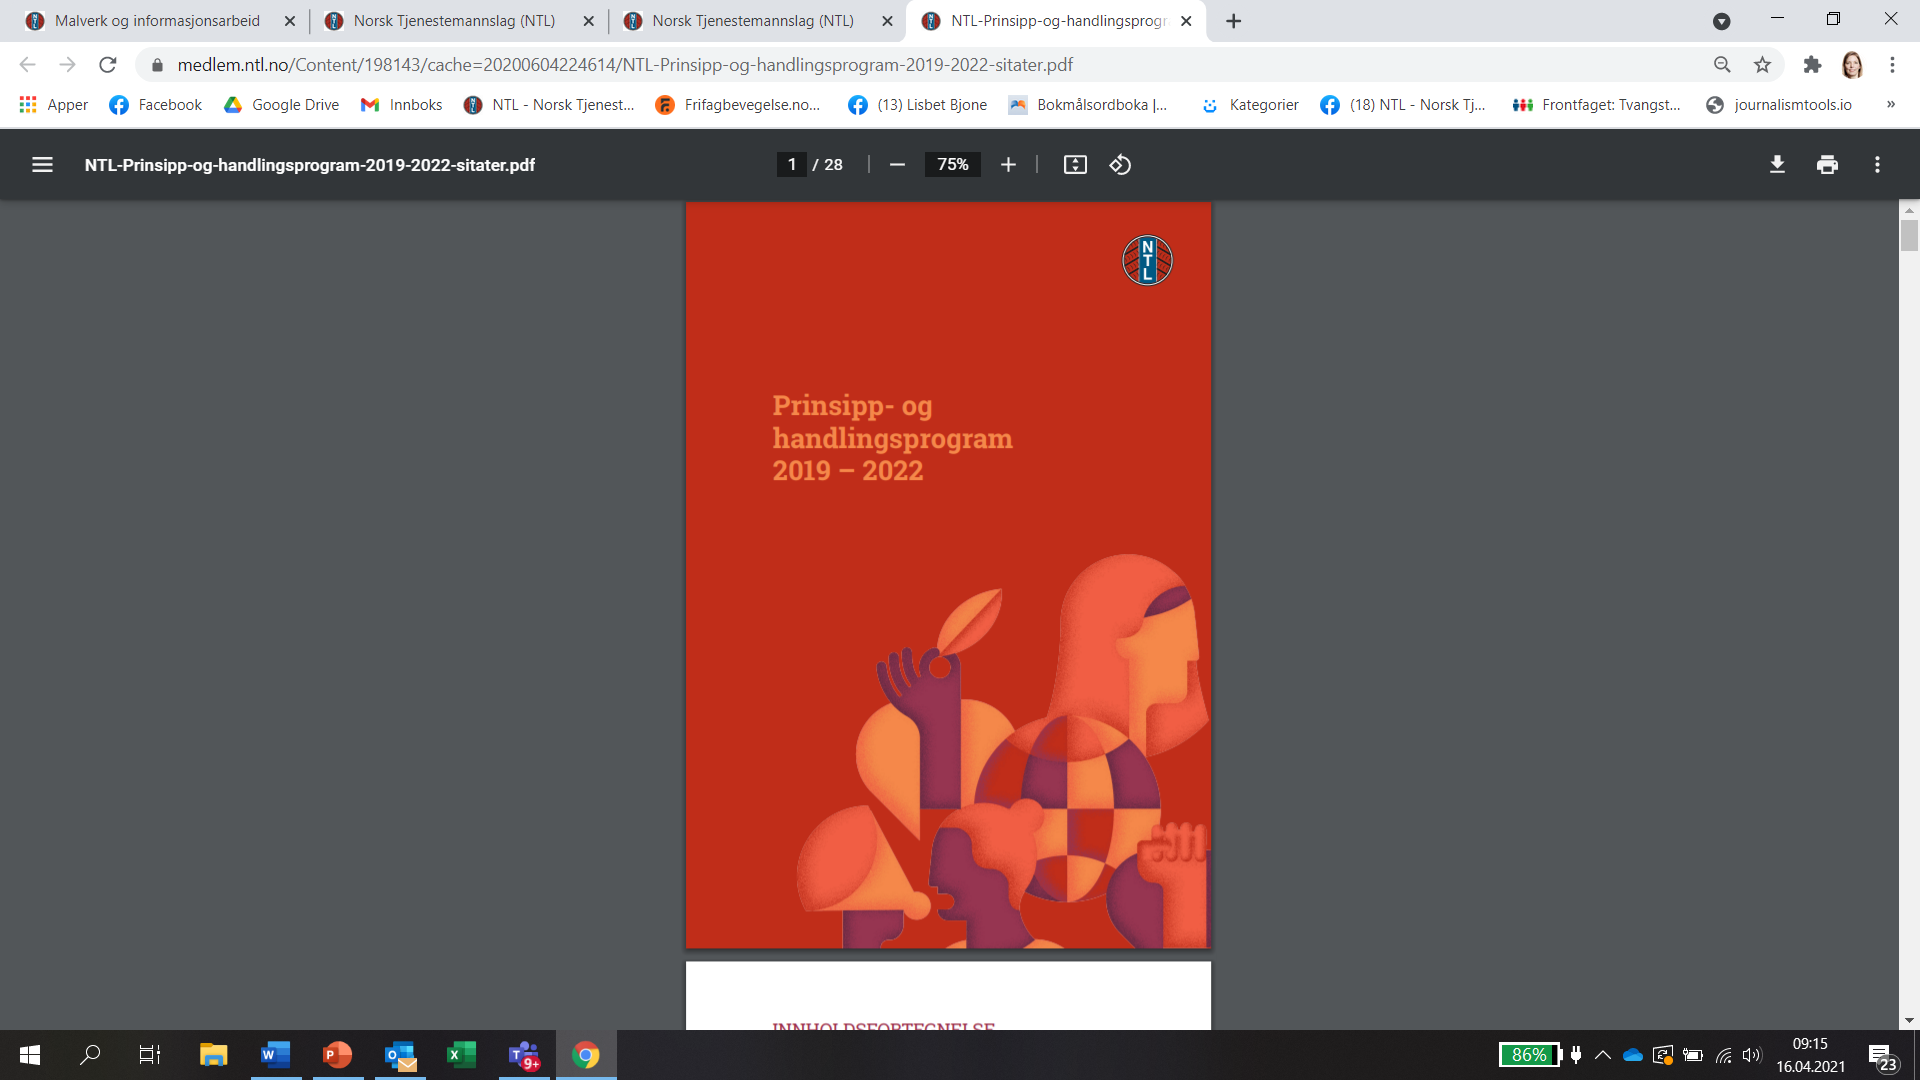 Malverk og informasjonsarbeid
Norsk Tjenestemannslag (NTL)
Norsk Tjenestemannslag (NTL)
NTL-Prinsipp-og-handlingsprogr
medlem.ntl.no/Content/198143/cache=20200604224614/NTL-Prinsipp-og-handlingsprogram-2019-2022-sitater.pdf
Apper
Facebook
Google Drive
Innboks
NTL - Norsk Tjenest...
Frifagbevegelse.no...
(13) Lisbet Bjone
Bokmålsordboka |...
Kategorier
(18) NTL - Norsk Tj...
Frontfaget: Tvangst...
journalismtools.io
»
NTL-Prinsipp-og-handlingsprogram-2019-2022-sitater.pdf
1 / 28
75%
NTL
Prinsipp- og
handlingsprogram
2019 – 2022
INNHOLDSFORTEGNELSE
9+
86%
09:15
16.04.2021
23